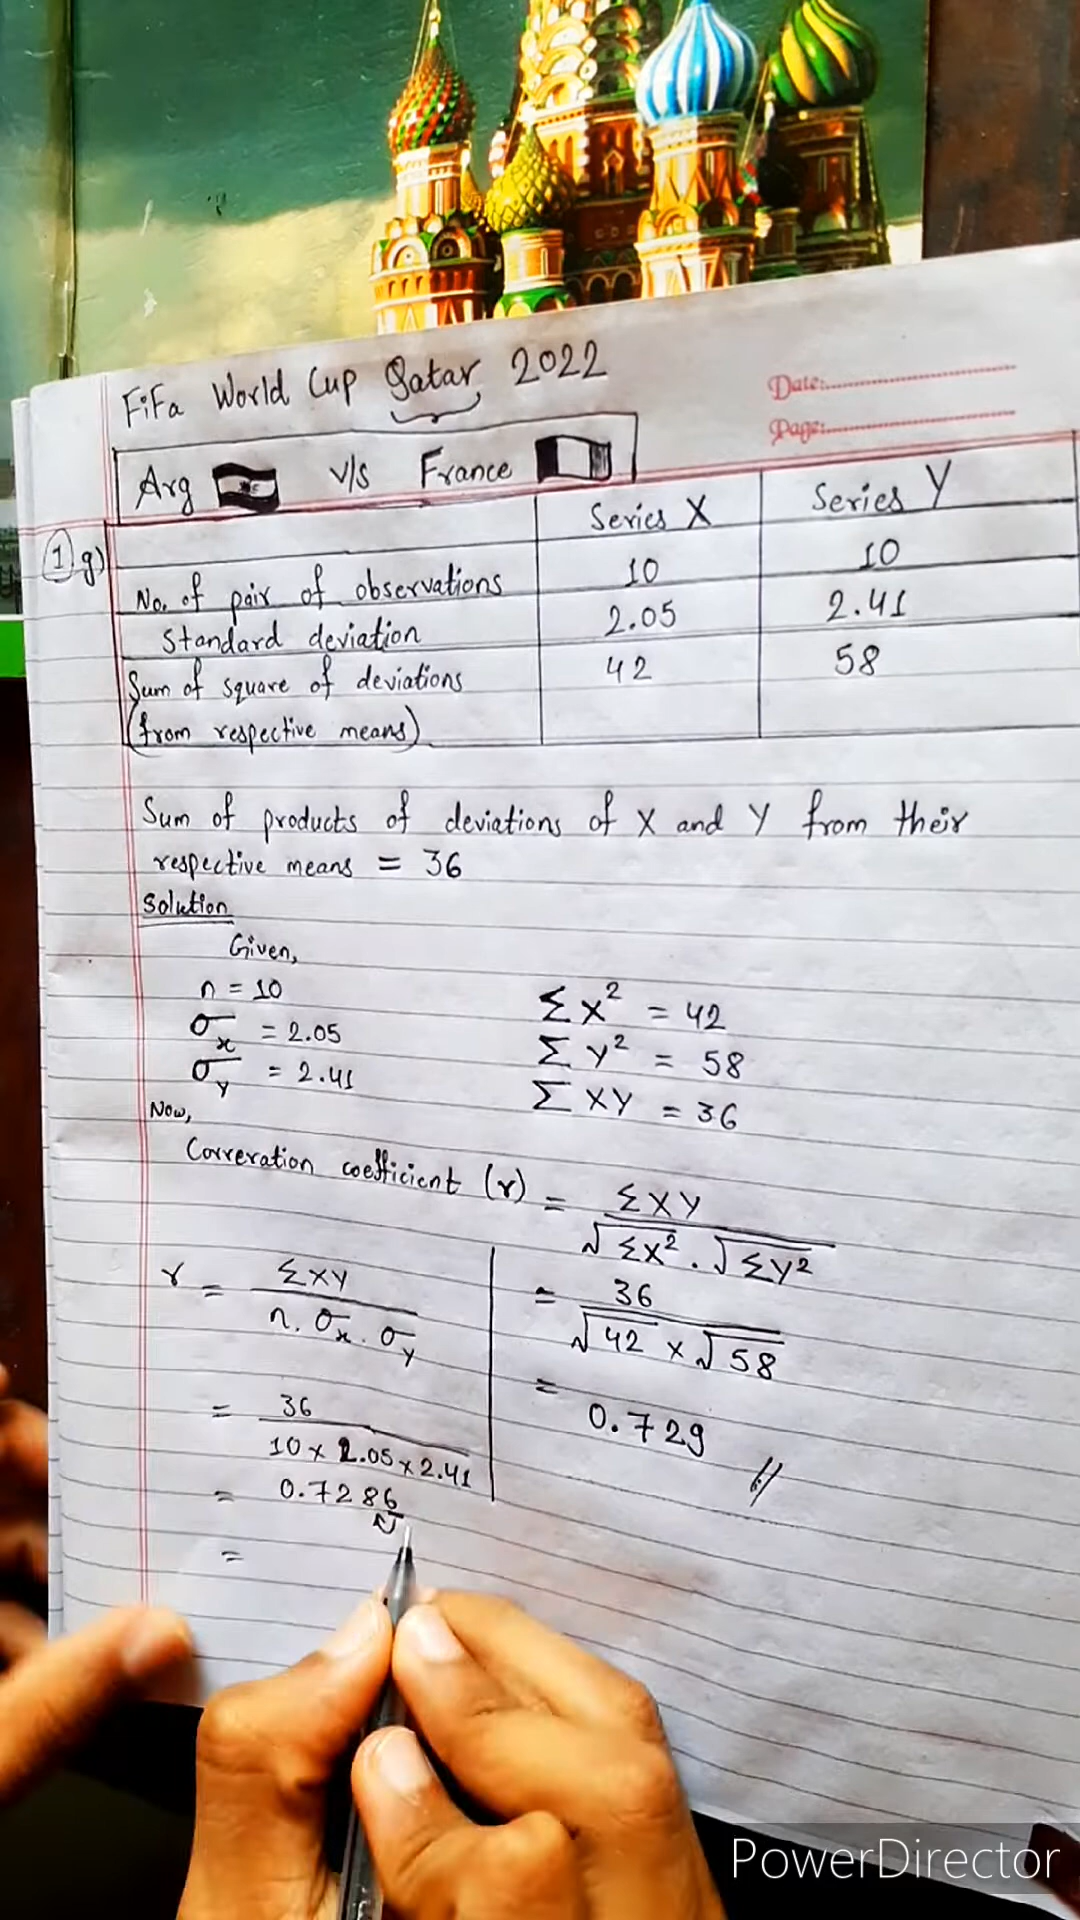 FiFa World Cup Qatar 2022
Date:
Page:
Arg V/S France
1 g)
Series X Series Y
No. of pair of observations 10 10
Standard deviation 2.05 2.41
Sum of square of deviations 42 58
(from respective means)
Sum of products of deviations of X and Y from their
respective means = 36
Solution
Given,
n = 10
σx = 2.05
σY = 2.41
Σ X² = 42
Σ Y² = 58
Σ XY = 36
Now,
Correration coefficient (r) = ΣXY / √ΣX² . √ΣY²
= 36 / √42 × √58
= 0.729 //
r = ΣXY / n. σx . σY
= 36 / 10 × 2.05 × 2.41
= 0.7286
=
PowerDirector